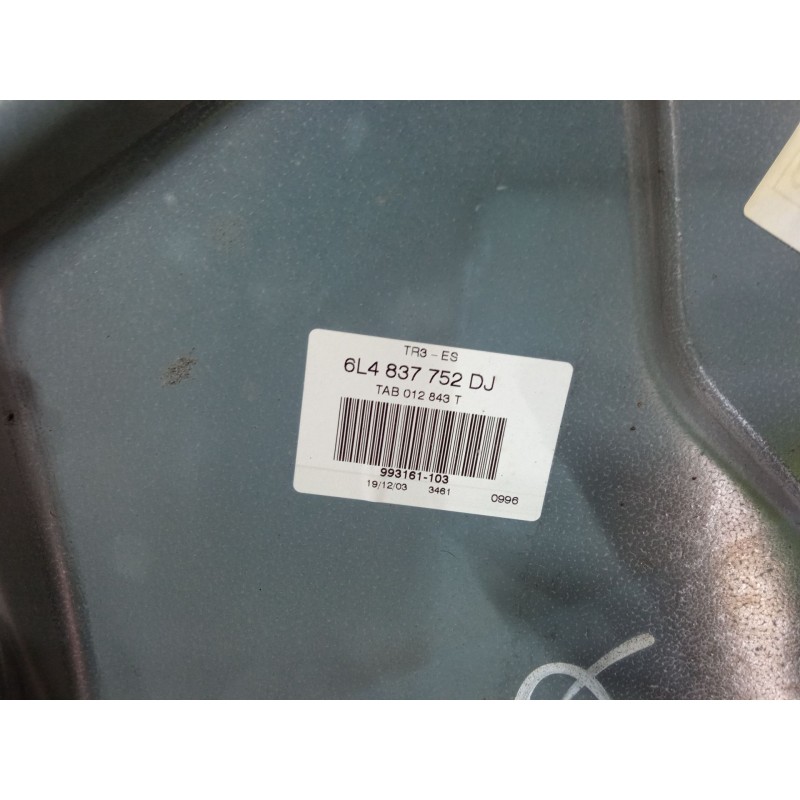 TR3 - ES
6L4 837 752 DJ
TAB 012 843 T
993161-103
19/12/03 3461 0996